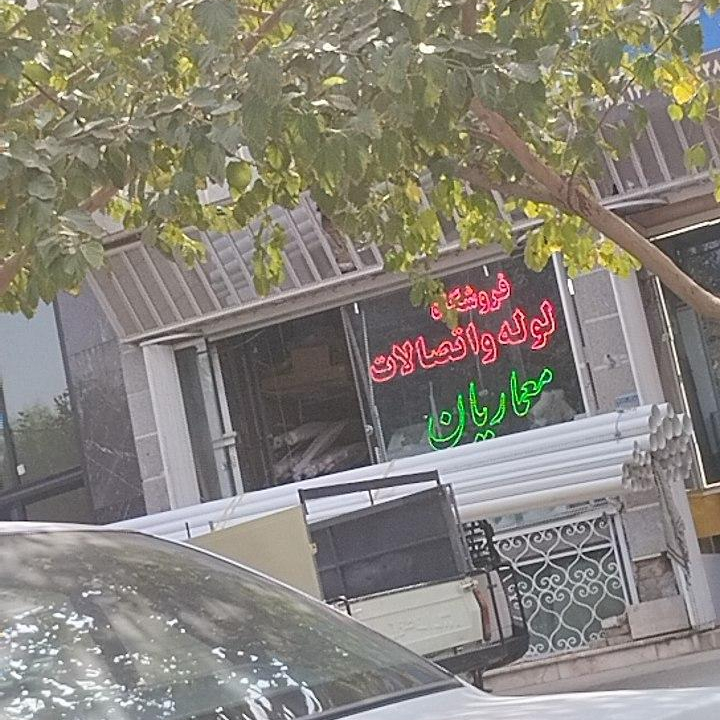 فروشگاه
لوله واتصالات
معماریان